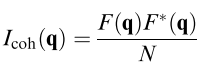 I_coh(𝐪) = F(𝐪)F*(𝐪) / N